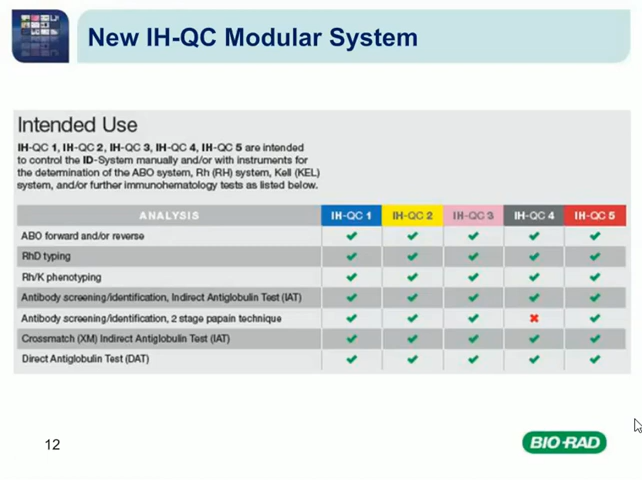 New IH-QC Modular System
Intended Use
IH-QC 1, IH-QC 2, IH-QC 3, IH-QC 4, IH-QC 5 are intended
to control the ID-System manually and/or with instruments for
the determination of the ABO system, Rh (RH) system, Kell (KEL)
system, and/or further immunohematology tests as listed below.
ANALYSIS IH-QC 1 IH-QC 2 IH-QC 3 IH-QC 4 IH-QC 5
ABO forward and/or reverse ✔ ✔ ✔ ✔ ✔
RhD typing ✔ ✔ ✔ ✔ ✔
Rh/K phenotyping ✔ ✔ ✔ ✔ ✔
Antibody screening/identification, Indirect Antiglobulin Test (IAT) ✔ ✔ ✔ ✔ ✔
Antibody screening/identification, 2 stage papain technique ✔ ✔ ✔ ✖ ✔
Crossmatch (XM) Indirect Antiglobulin Test (IAT) ✔ ✔ ✔ ✔ ✔
Direct Antiglobulin Test (DAT) ✔ ✔ ✔ ✔ ✔
12
BIO-RAD